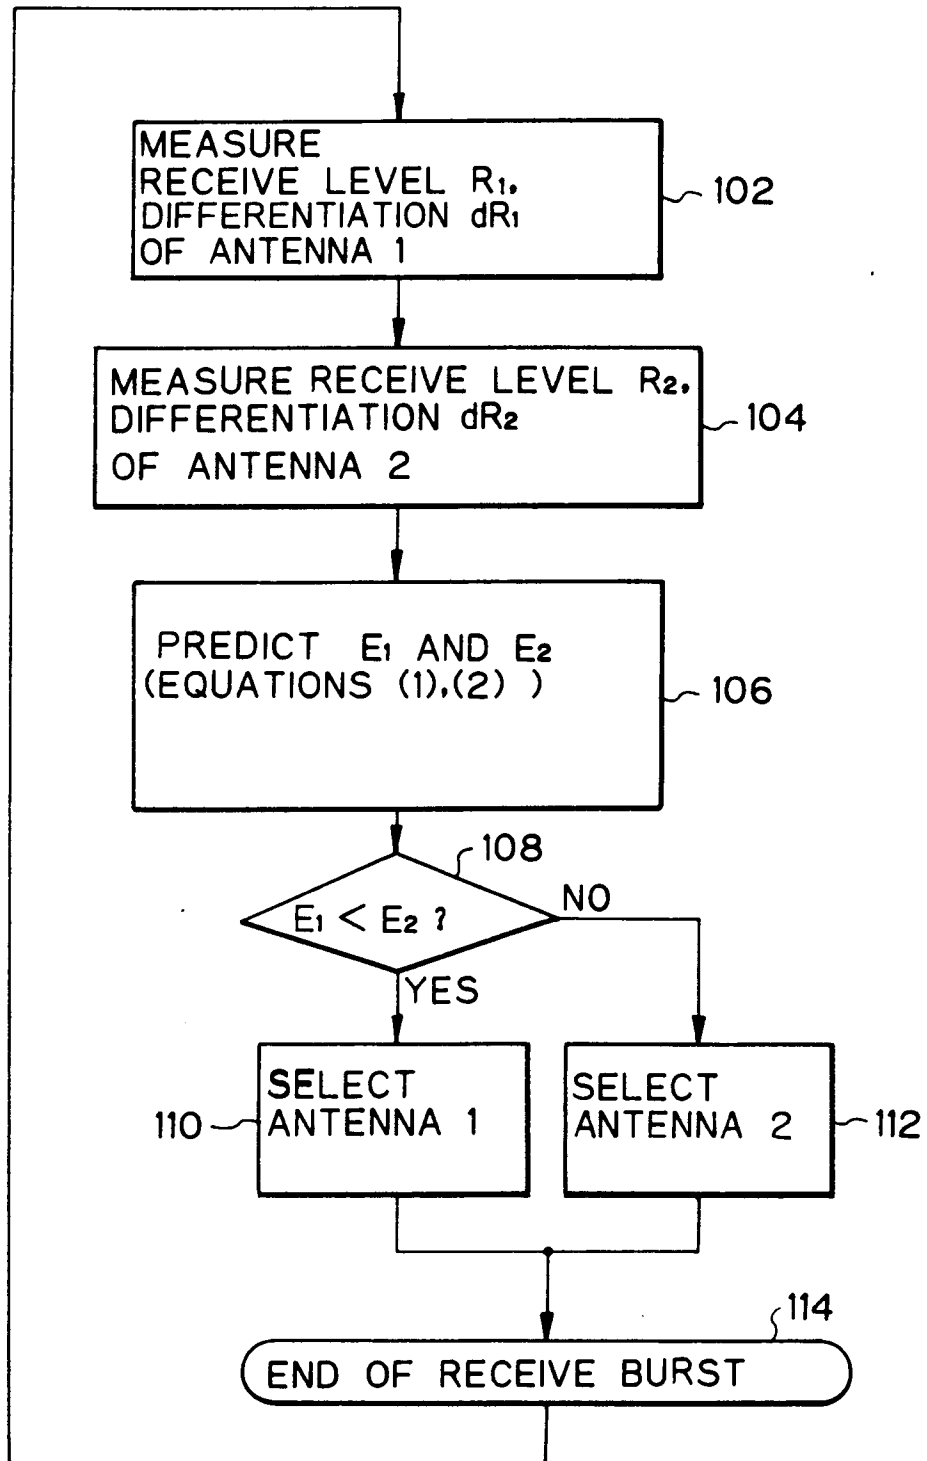 MEASURE
RECEIVE LEVEL R1,
DIFFERENTIATION dR1
OF ANTENNA 1
102
MEASURE RECEIVE LEVEL R2,
DIFFERENTIATION dR2
OF ANTENNA 2
104
PREDICT E1 AND E2
(EQUATIONS (1),(2) )
106
108
E1 < E2 ?
NO
YES
SELECT
ANTENNA 1
110
SELECT
ANTENNA 2
112
114
END OF RECEIVE BURST